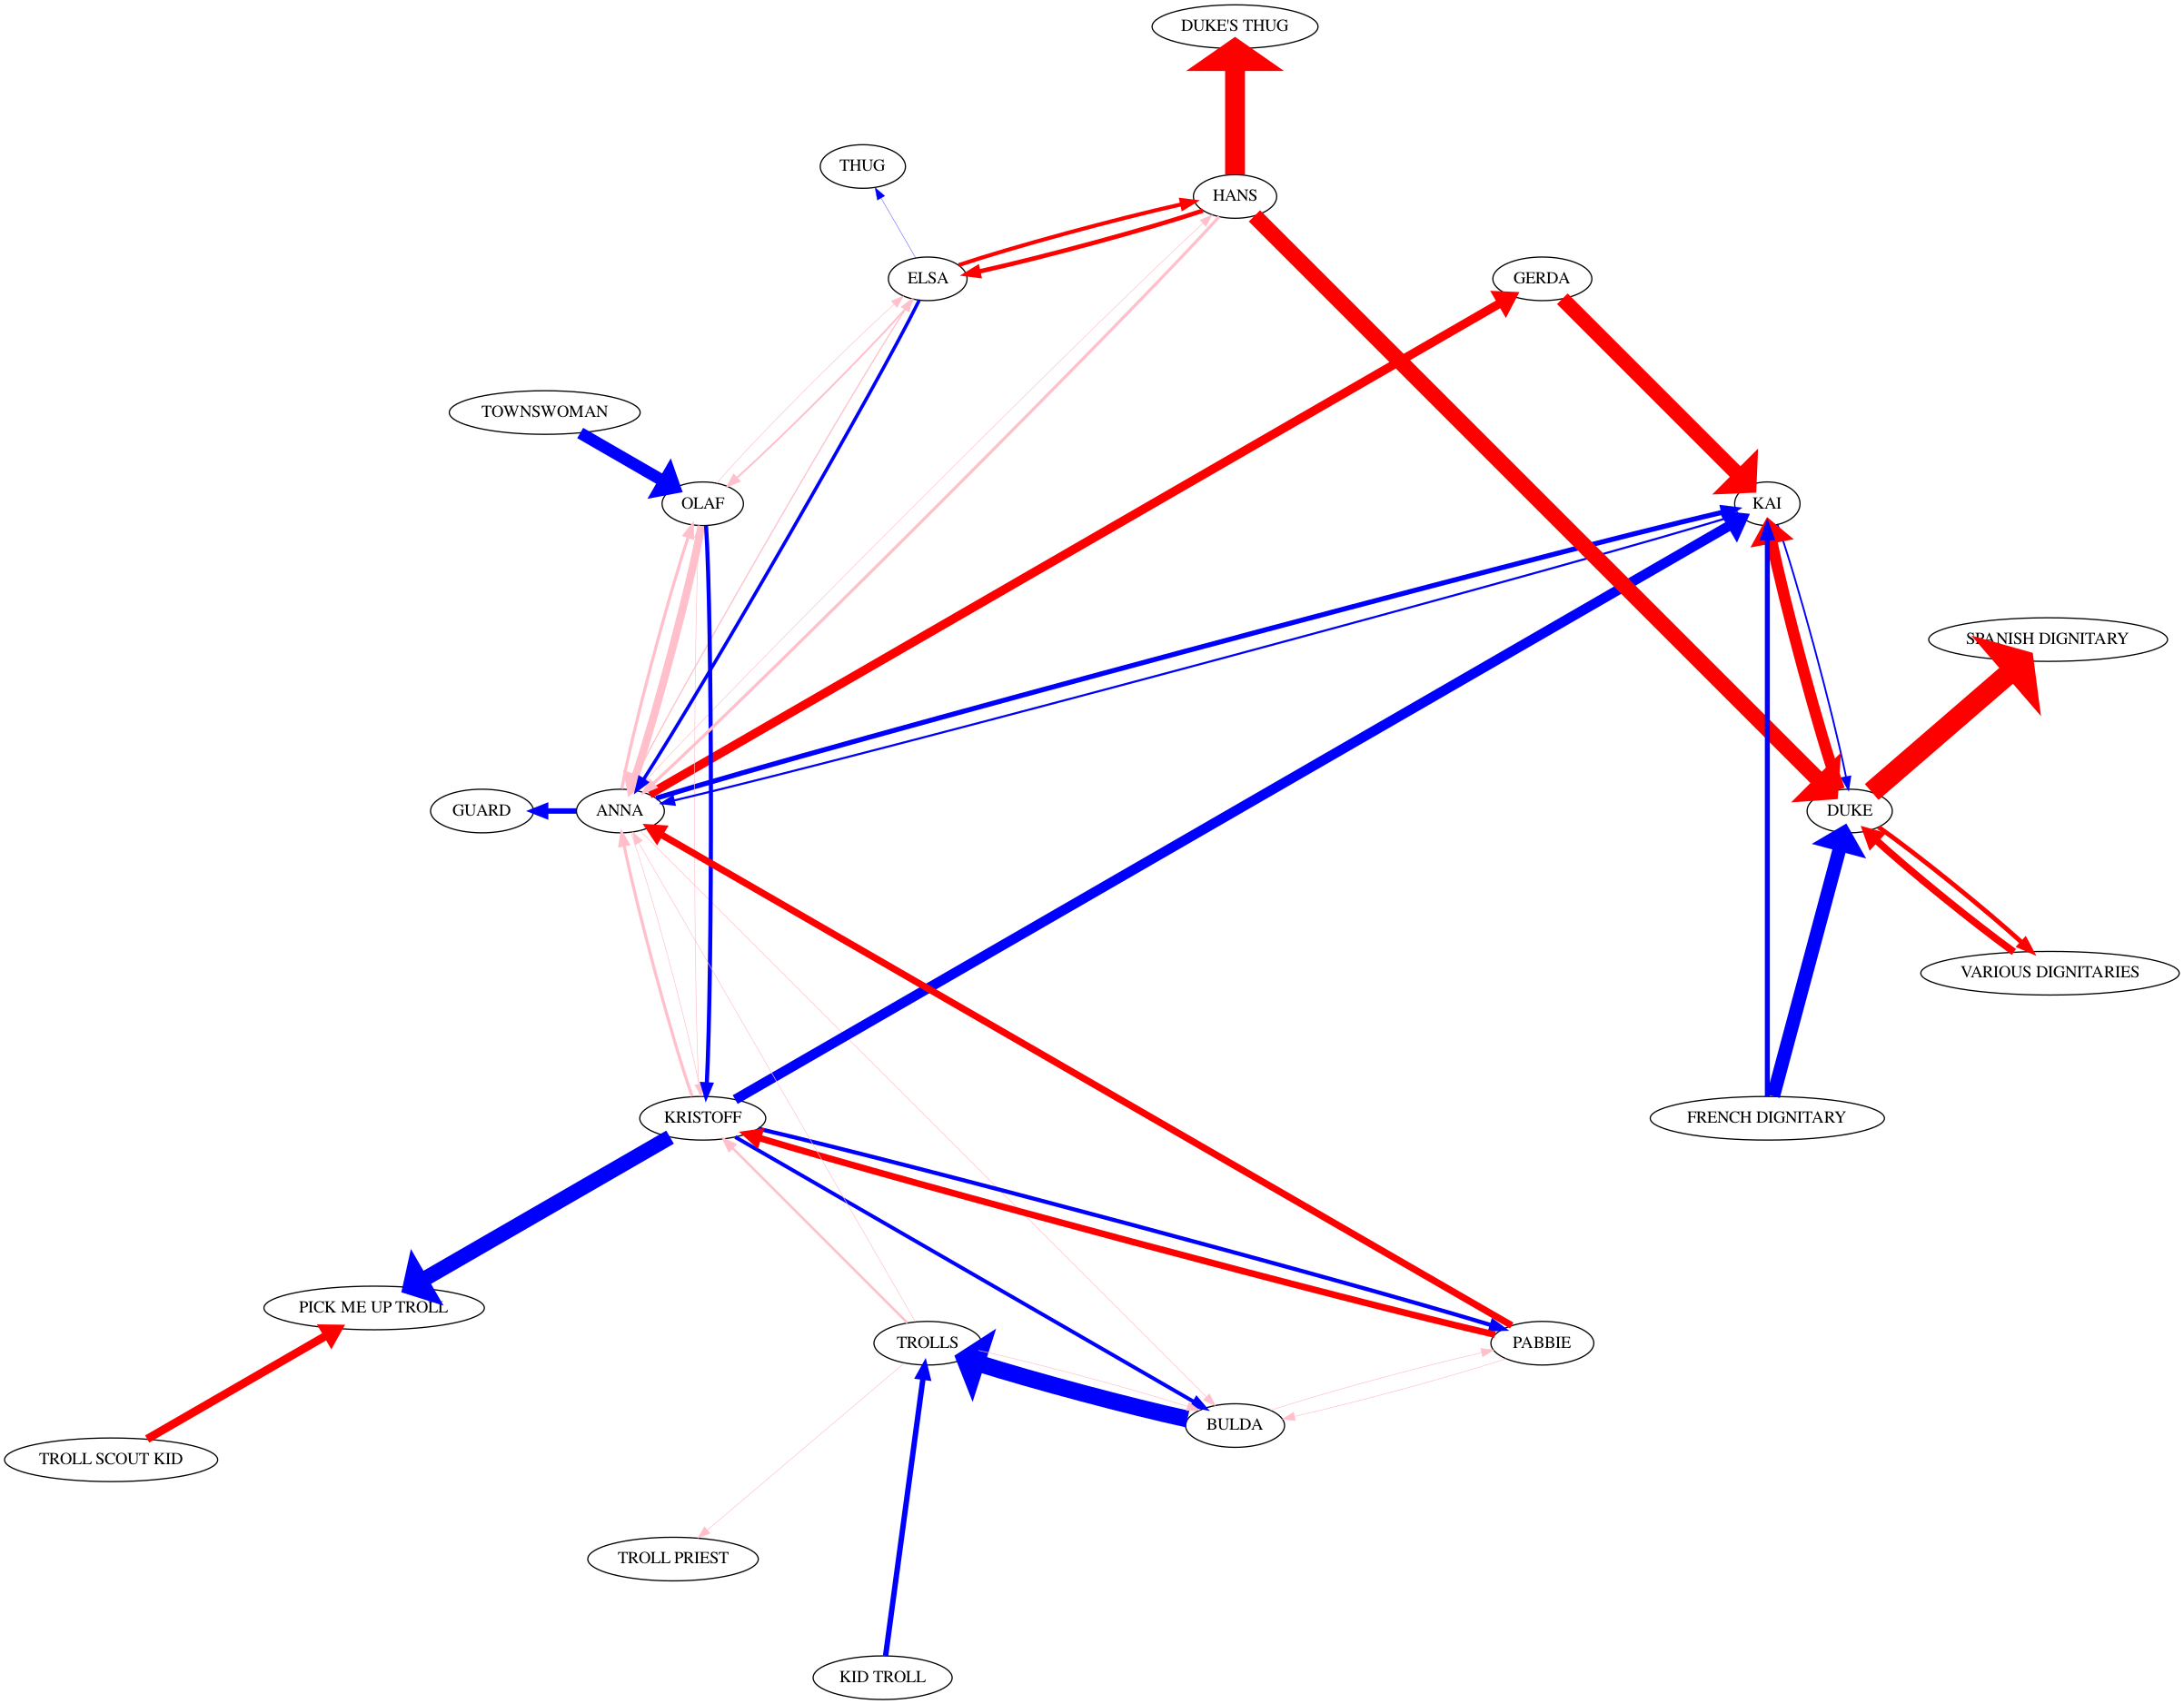 DUKE'S THUG
THUG
HANS
ELSA
GERDA
TOWNSWOMAN
OLAF
KAI
SPANISH DIGNITARY
GUARD
ANNA
DUKE
VARIOUS DIGNITARIES
KRISTOFF
FRENCH DIGNITARY
PICK ME UP TROLL
TROLLS
PABBIE
BULDA
TROLL SCOUT KID
TROLL PRIEST
KID TROLL